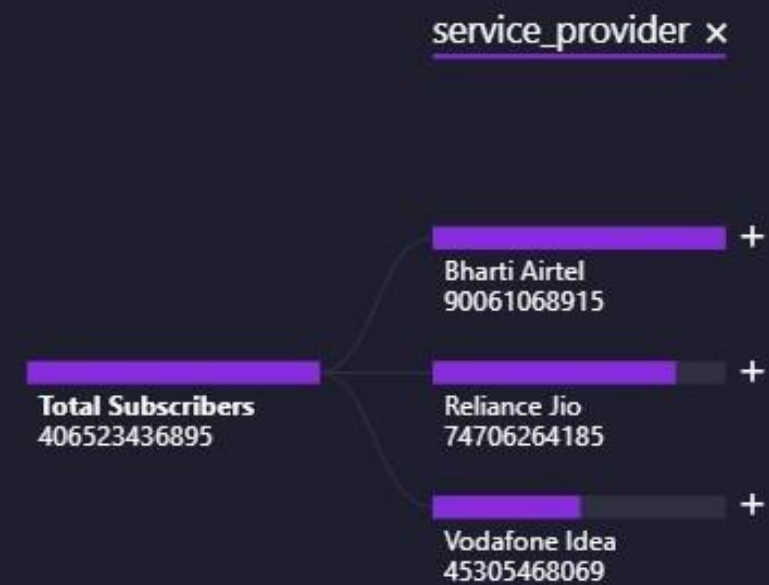 service_provider ×
Bharti Airtel
90061068915
Total Subscribers
406523436895
Reliance Jio
74706264185
Vodafone Idea
45305468069